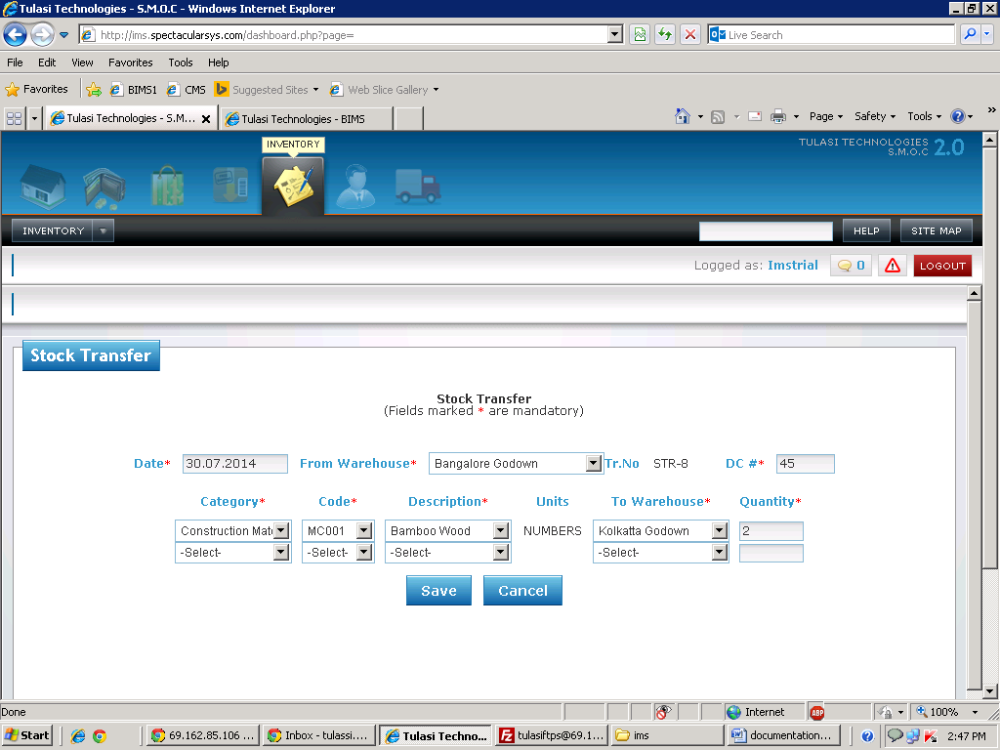 Tulasi Technologies - S.M.O.C - Windows Internet Explorer
http://ims.spectacularsys.com/dashboard.php?page=
Live Search
File Edit View Favorites Tools Help
Favorites BIMS1 CMS Suggested Sites Web Slice Gallery
Tulasi Technologies - S.M... Tulasi Technologies - BIMS Page Safety Tools
INVENTORY
TULASI TECHNOLOGIES
S.M.O.C 2.0
INVENTORY HELP SITE MAP
Logged as: Imstrial 0 LOGOUT
Stock Transfer
Stock Transfer
(Fields marked * are mandatory)
Date* 30.07.2014 From Warehouse* Bangalore Godown Tr.No STR-8 DC #* 45
Category* Code* Description* Units To Warehouse* Quantity*
Construction Mate MC001 Bamboo Wood NUMBERS Kolkatta Godown 2
-Select- -Select- -Select- -Select-
Save Cancel
Done Internet ABP 100%
Start 69.162.85.106 ... Inbox - tulassi.... Tulasi Techno... tulasiftps@69.1... ims documentation... 2:47 PM